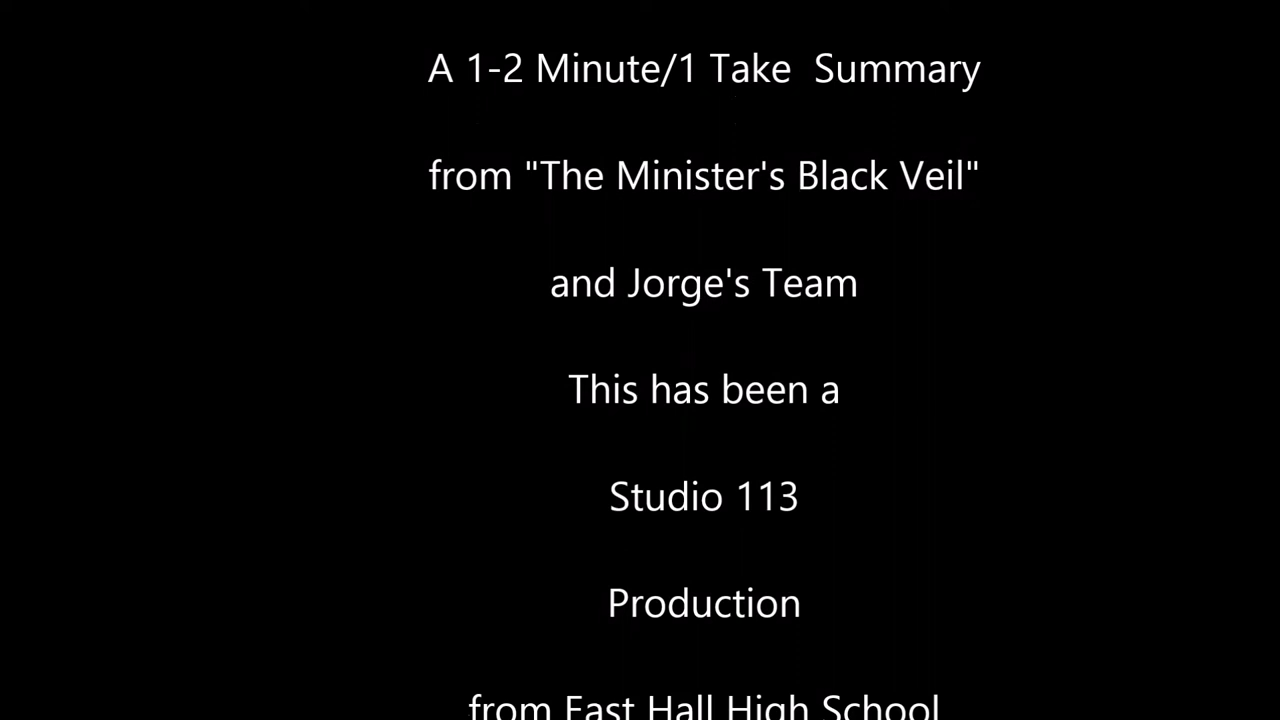 A 1-2 Minute/1 Take  Summary
from "The Minister's Black Veil"
and Jorge's Team
This has been a
Studio 113
Production
from East Hall High School